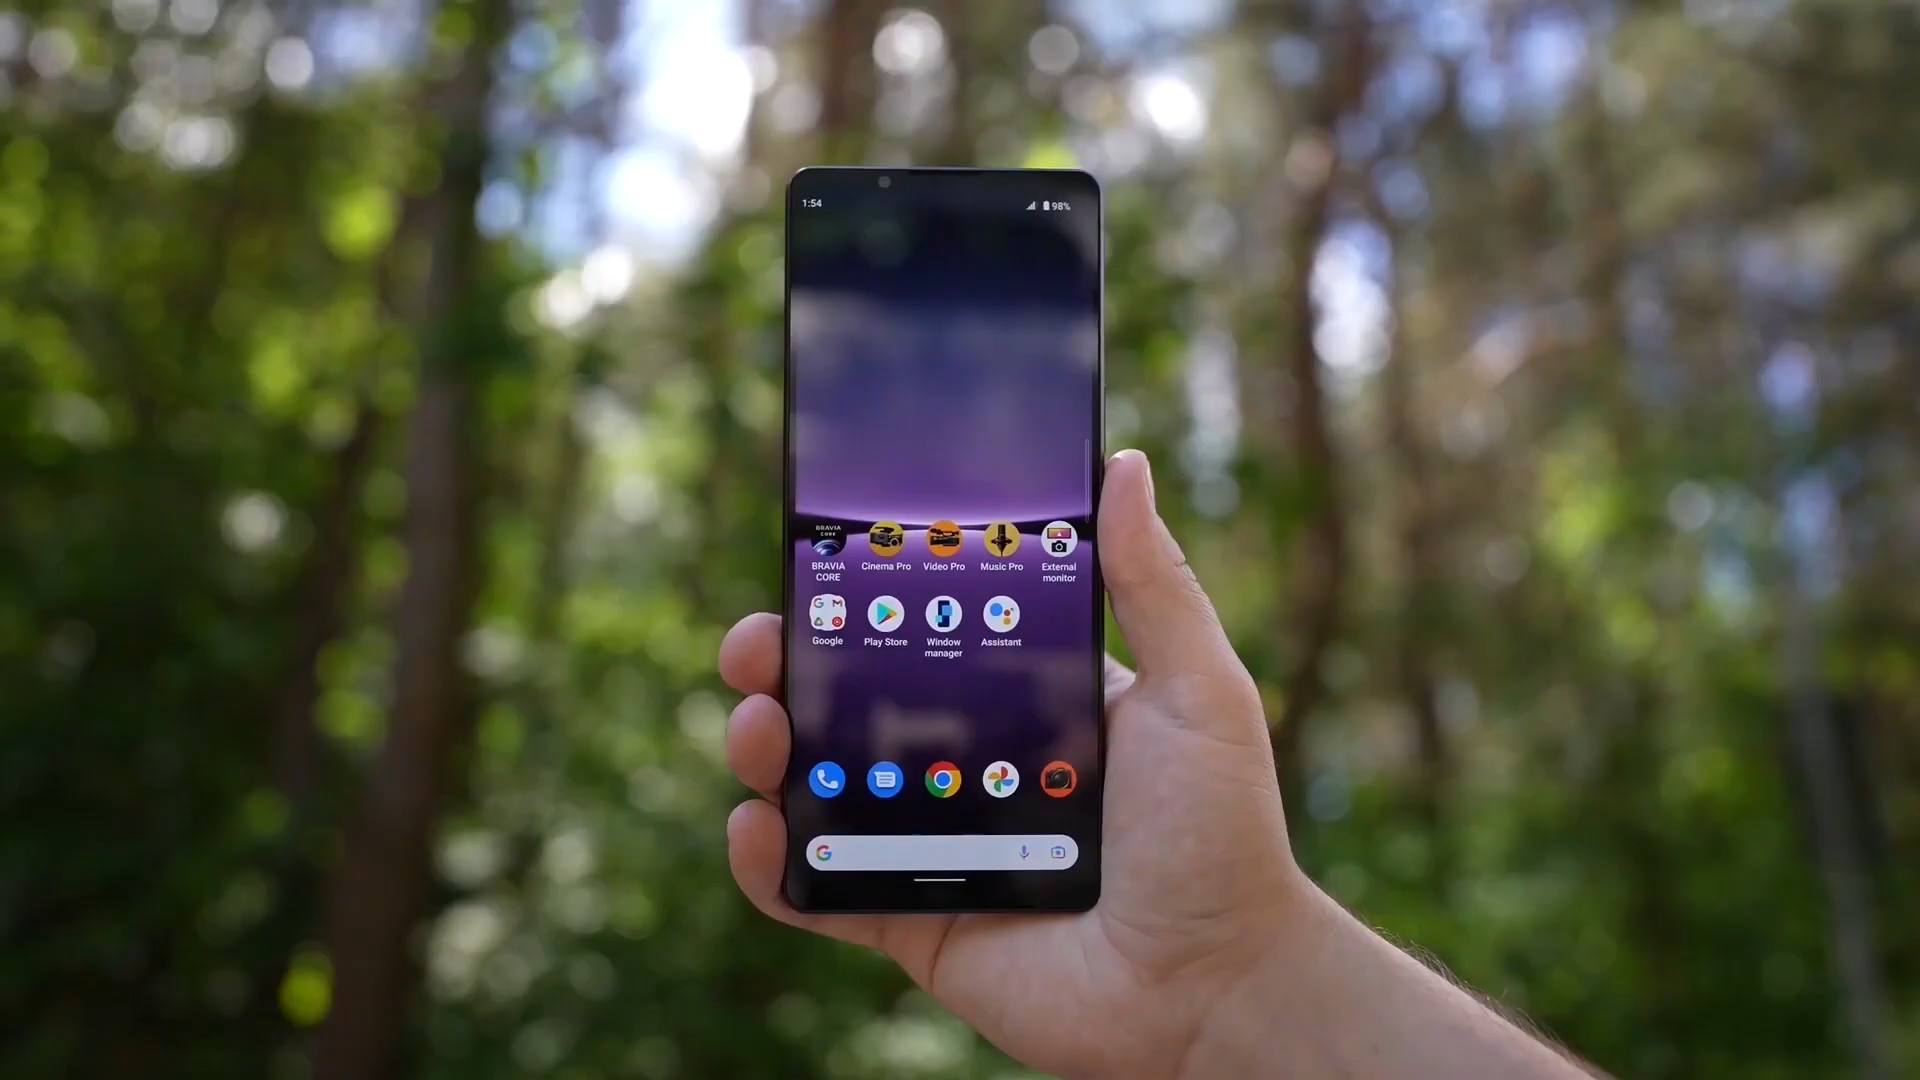 1:54
98%
BRAVIA
CORE
BRAVIA
CORE
Cinema Pro
Video Pro
Music Pro
External
monitor
Google
Play Store
Window
manager
Assistant